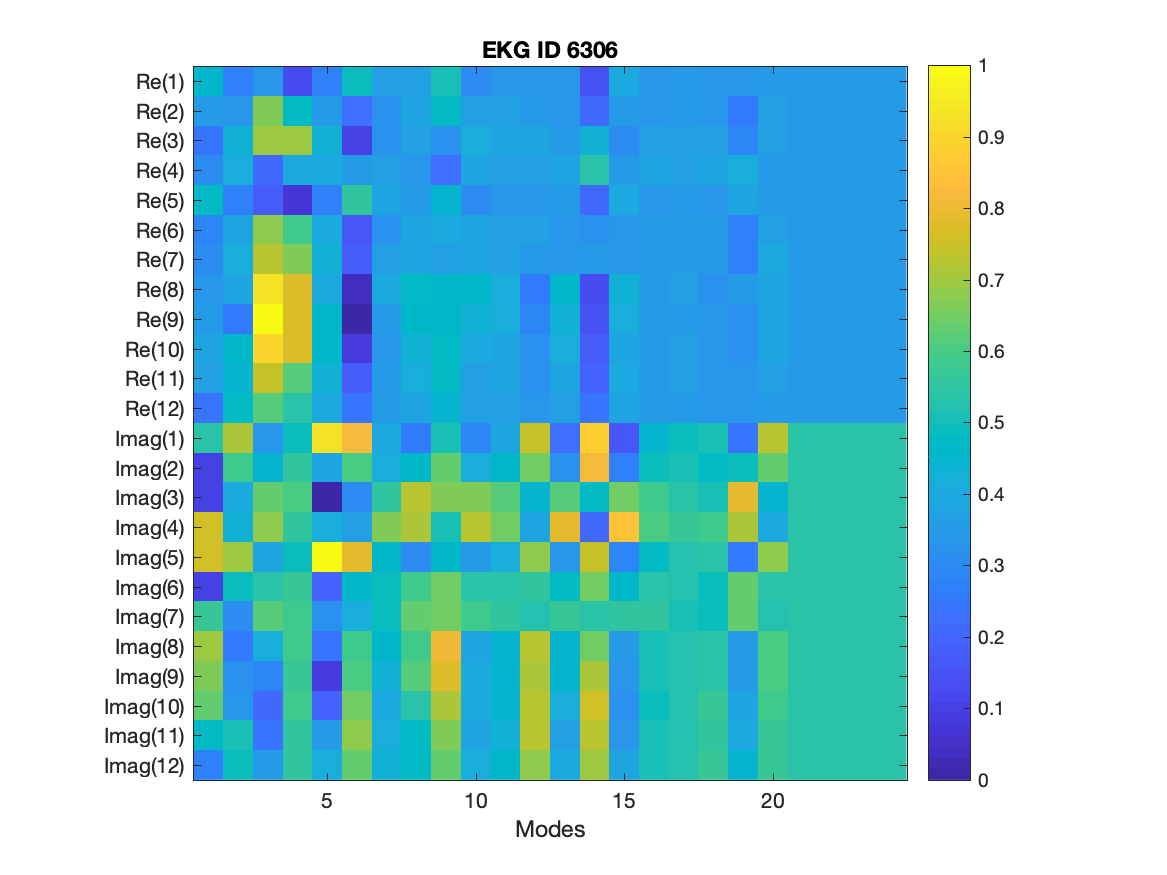 EKG ID 6306
Re(1)
Re(2)
Re(3)
Re(4)
Re(5)
Re(6)
Re(7)
Re(8)
Re(9)
Re(10)
Re(11)
Re(12)
Imag(1)
Imag(2)
Imag(3)
Imag(4)
Imag(5)
Imag(6)
Imag(7)
Imag(8)
Imag(9)
Imag(10)
Imag(11)
Imag(12)
5 10 15 20
Modes
1
0.9
0.8
0.7
0.6
0.5
0.4
0.3
0.2
0.1
0